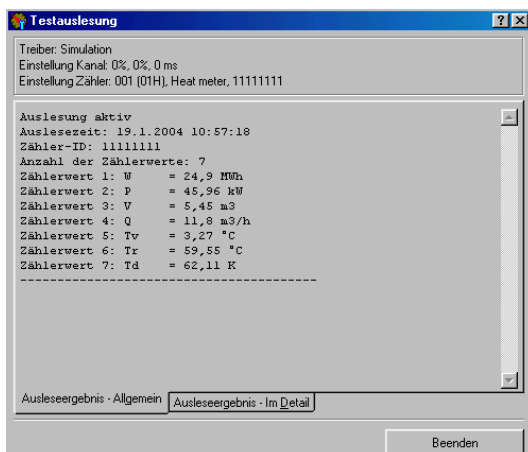 Testauslesung
Treiber: Simulation
Einstellung Kanal: 0%, 0%, 0 ms
Einstellung Zähler: 001 (01H), Heat meter, 11111111
Auslesung aktiv
Auslesezeit: 19.1.2004 10:57:18
Zähler-ID: 11111111
Anzahl der Zählerwerte: 7
Zählerwert 1: W = 24,9 MWh
Zählerwert 2: P = 45,96 kW
Zählerwert 3: V = 5,45 m3
Zählerwert 4: Q = 11,8 m3/h
Zählerwert 5: Tv = 3,27 °C
Zählerwert 6: Tr = 59,55 °C
Zählerwert 7: Td = 62,11 K
---------------------------------------
Ausleseergebnis - Allgemein Ausleseergebnis - Im Detail
Beenden